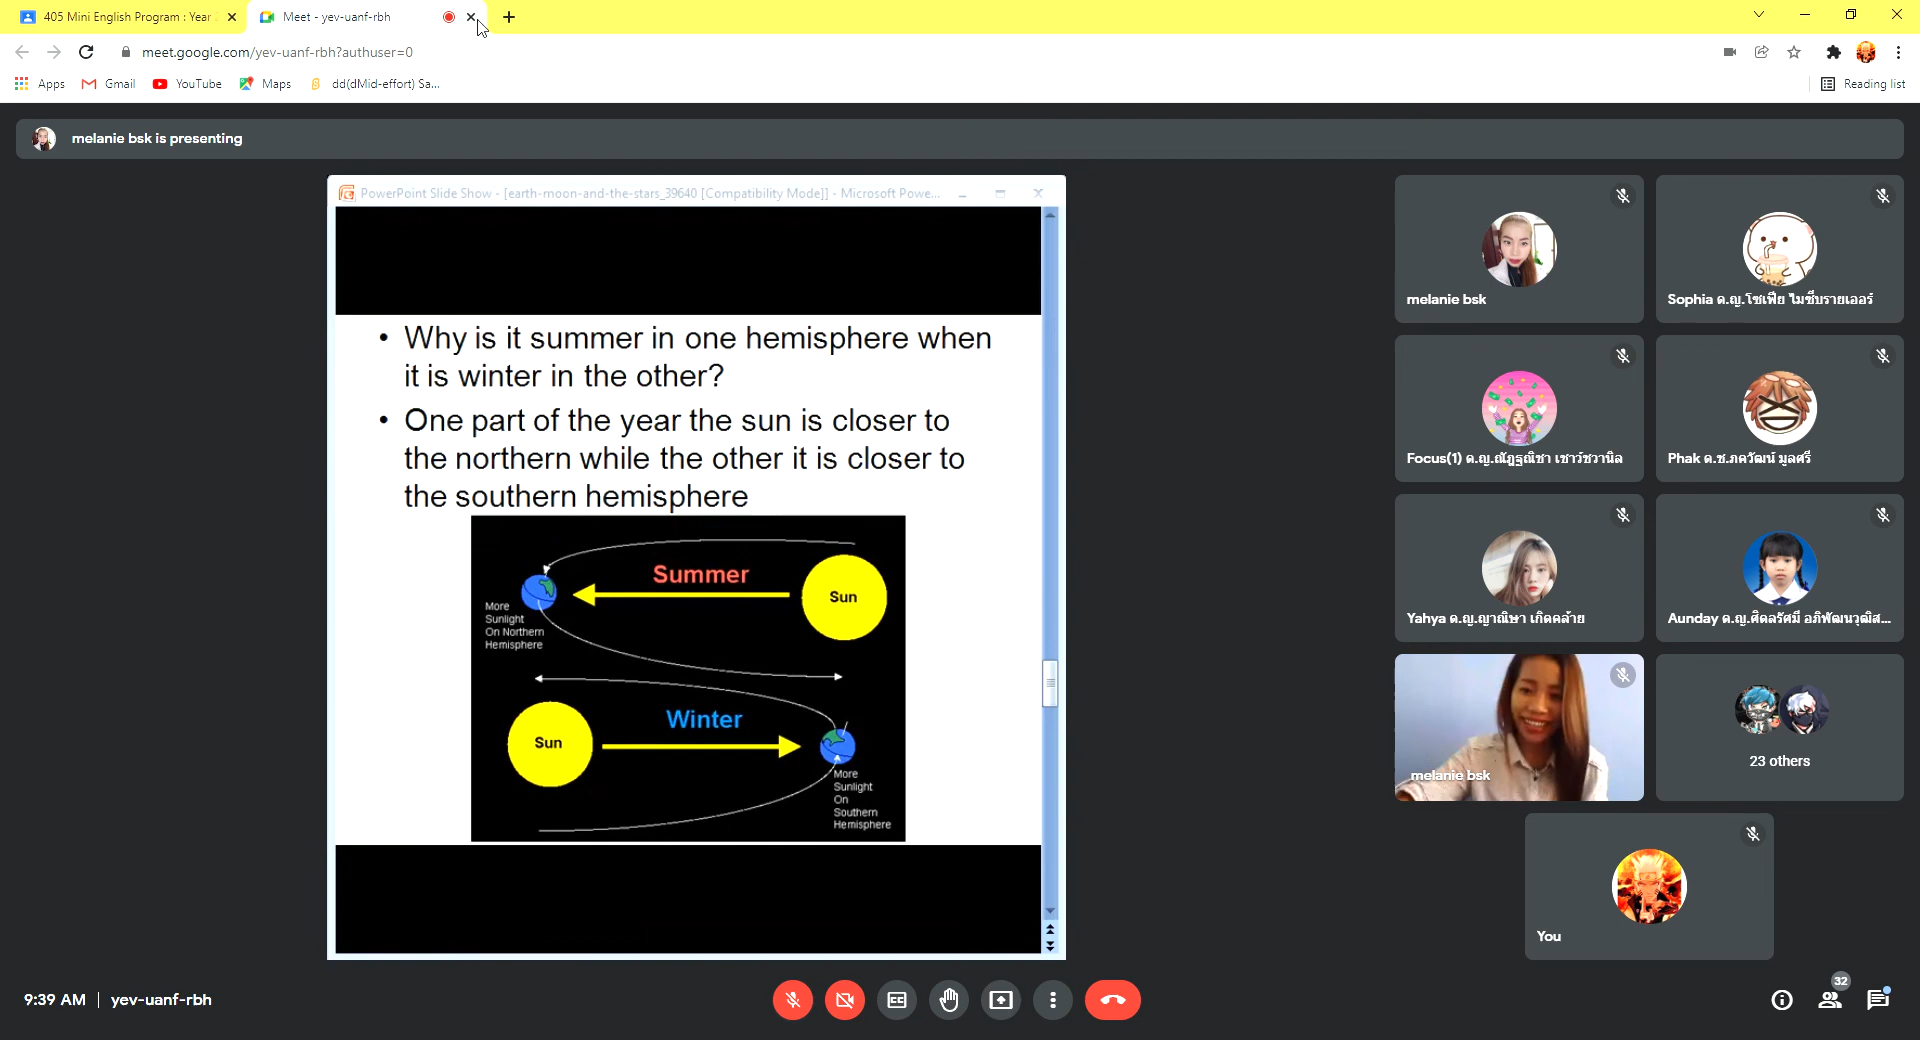 405 Mini English Program : Year
Meet - yev-uanf-rbh
meet.google.com/yev-uanf-rbh?authuser=0
Apps
Gmail
YouTube
Maps
dd(dMid-effort) Sa...
Reading list
melanie bsk is presenting
PowerPoint Slide Show - [earth-moon-and-the-stars_39640 [Compatibility Mode]] - Microsoft Powe...
• Why is it summer in one hemisphere when
it is winter in the other?
• One part of the year the sun is closer to
the northern while the other it is closer to
the southern hemisphere
Summer
Sun
More
Sunlight
On Northern
Hemisphere
Winter
Sun
More
Sunlight
On
Southern
Hemisphere
melanie bsk
Sophia ด.ญ.โซเฟีย ไมซึ่บรายเออร์
Focus(1) ด.ญ.ณัฏฐณิชา เชาว์ชวานิล
Phak ด.ช.ภควัฒน์ มูลศรี
Yahya ด.ญ.ญาณิษา เกิดคล้าย
Aunday ด.ญ.ศิตลรัศมิ์ อภิพัฒนวุฒิส...
melanie bsk
23 others
You
9:39 AM | yev-uanf-rbh
CC
32